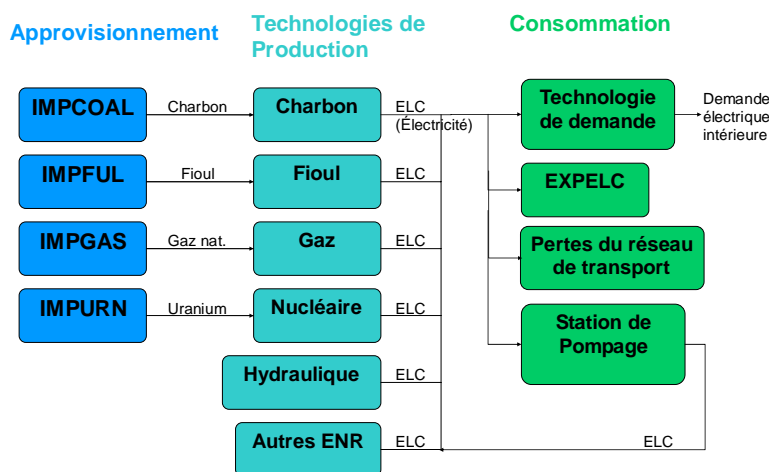 Approvisionnement
Technologies de
Production
Consommation
IMPCOAL
Charbon
Charbon
ELC
(Électricité)
Technologie
de demande
Demande
électrique
intérieure
IMPFUL
Fioul
Fioul
ELC
EXPELC
IMPGAS
Gaz nat.
Gaz
ELC
Pertes du réseau
de transport
IMPURN
Uranium
Nucléaire
ELC
Station de
Pompage
Hydraulique
ELC
Autres ENR
ELC
ELC